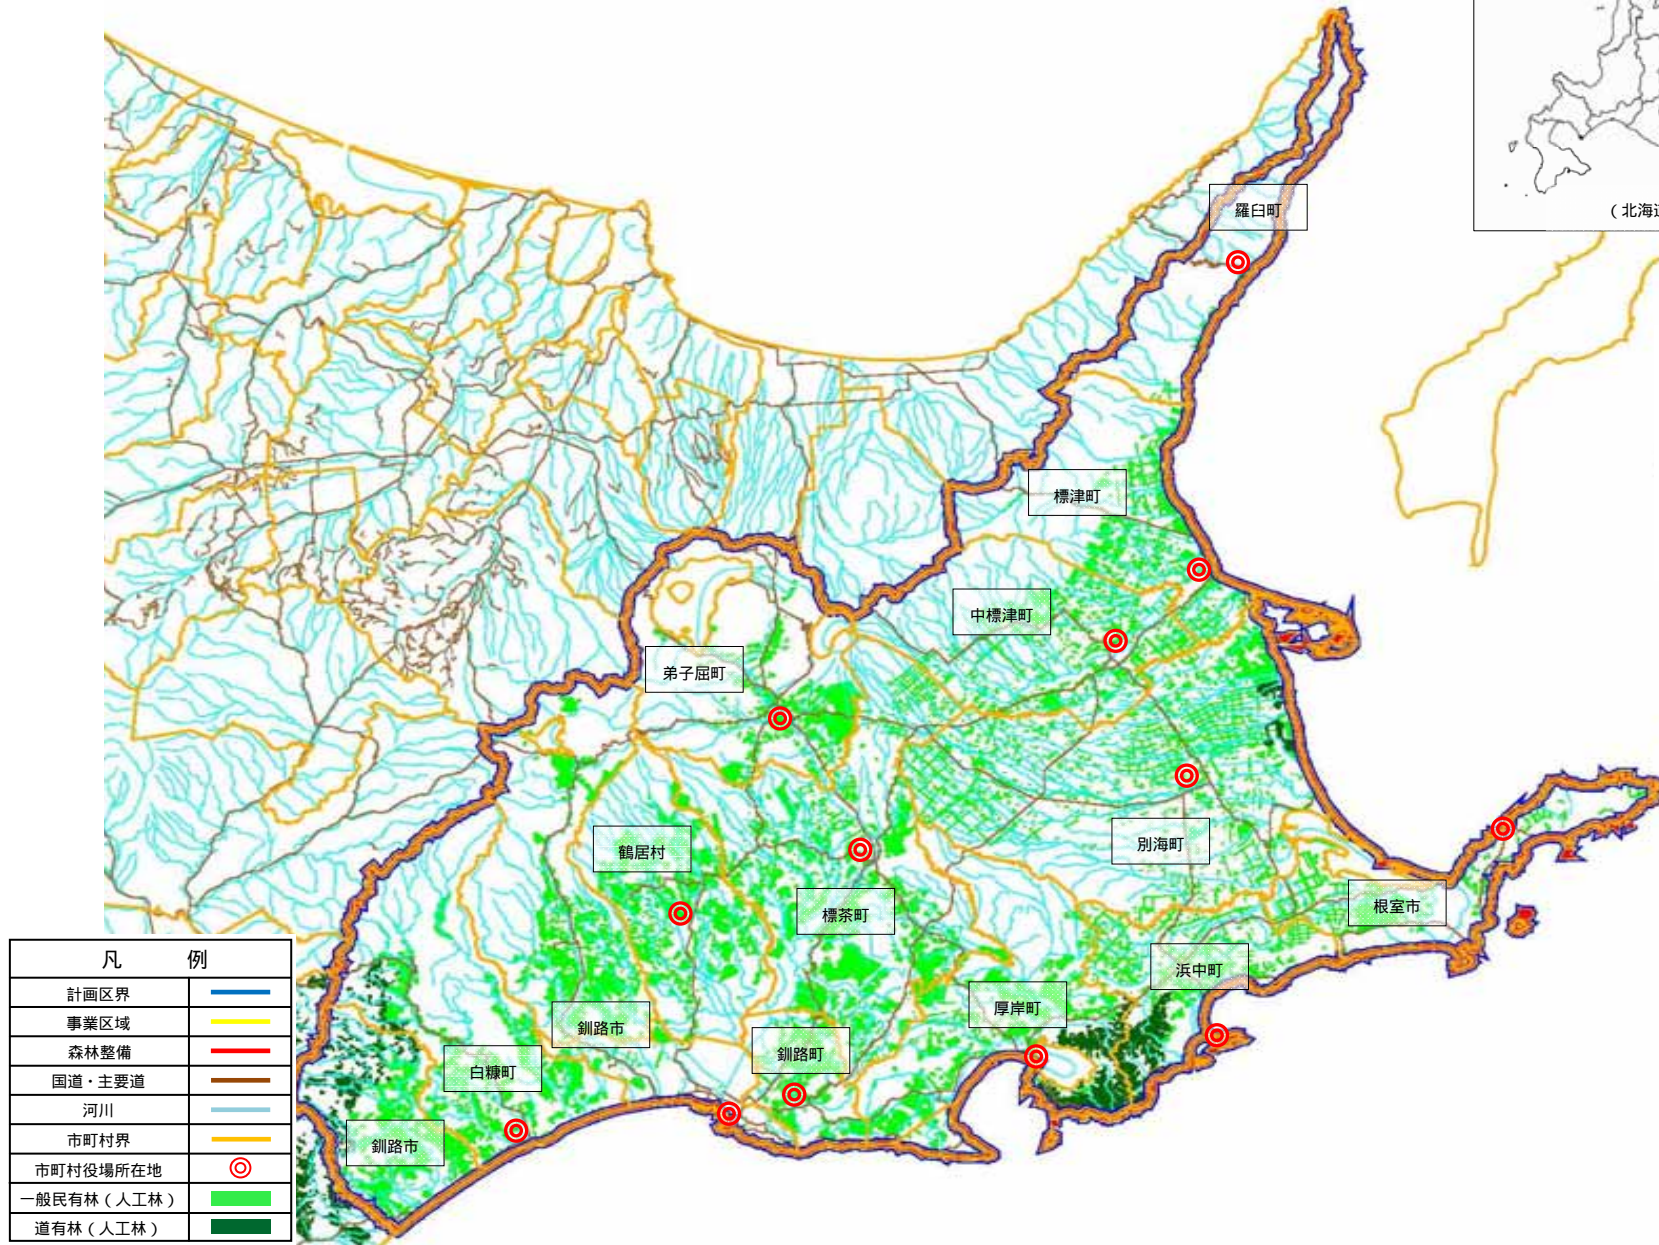 (北海道
羅臼町
標津町
中標津町
弟子屈町
別海町
鶴居村
標茶町
根室市
浜中町
厚岸町
釧路市
釧路町
白糠町
釧路市
凡　例
計画区界
事業区域
森林整備
国道・主要道
河川
市町村界
市町村役場所在地
一般民有林(人工林)
道有林(人工林)